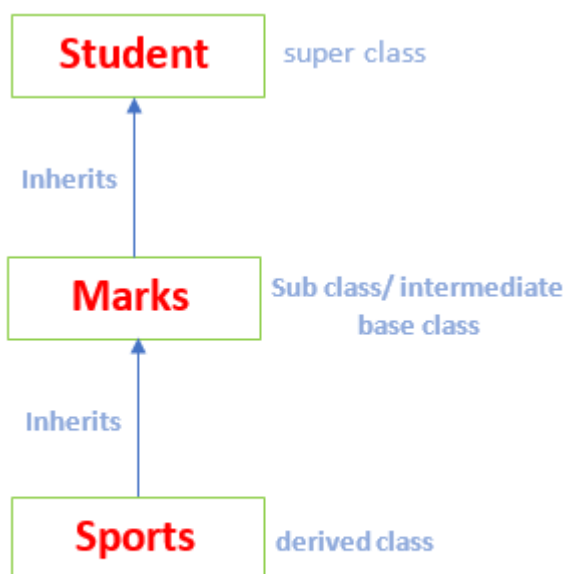 Student
super class
Inherits
Marks
Sub class/ intermediate
base class
Inherits
Sports
derived class